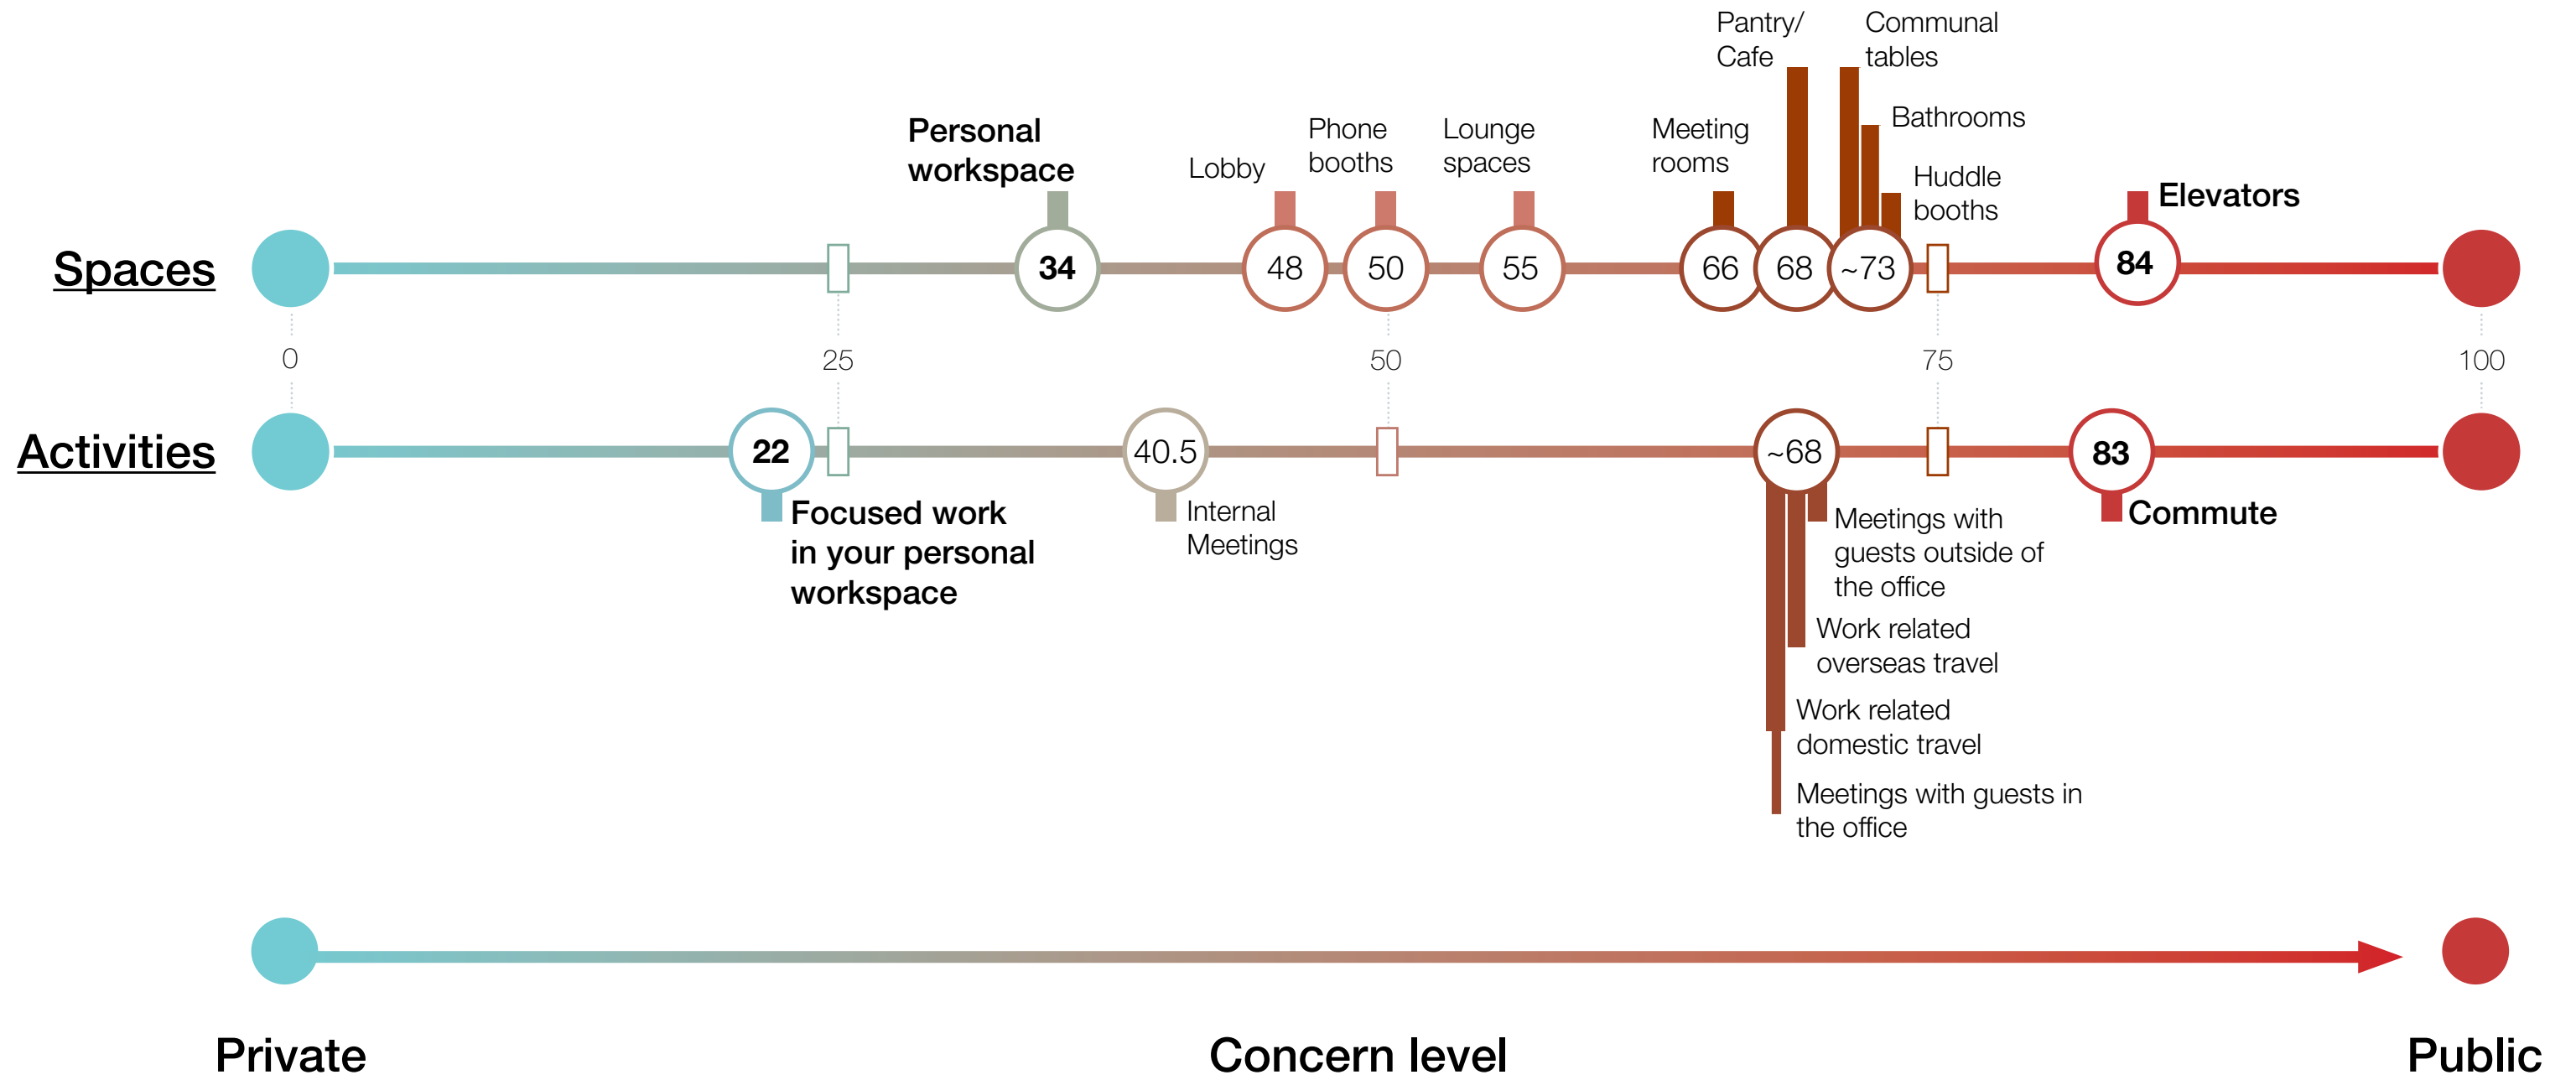 Pantry/
Cafe
Communal
tables
Personal
workspace
Lobby
Phone
booths
Lounge
spaces
Meeting
rooms
Bathrooms
Huddle
booths
Elevators
Spaces
34
48
50
55
66
68
~73
84
0
25
50
75
100
Activities
22
40.5
~68
83
Focused work
in your personal
workspace
Internal
Meetings
Meetings with
guests outside of
the office
Commute
Work related
overseas travel
Work related
domestic travel
Meetings with guests in
the office
Private
Concern level
Public